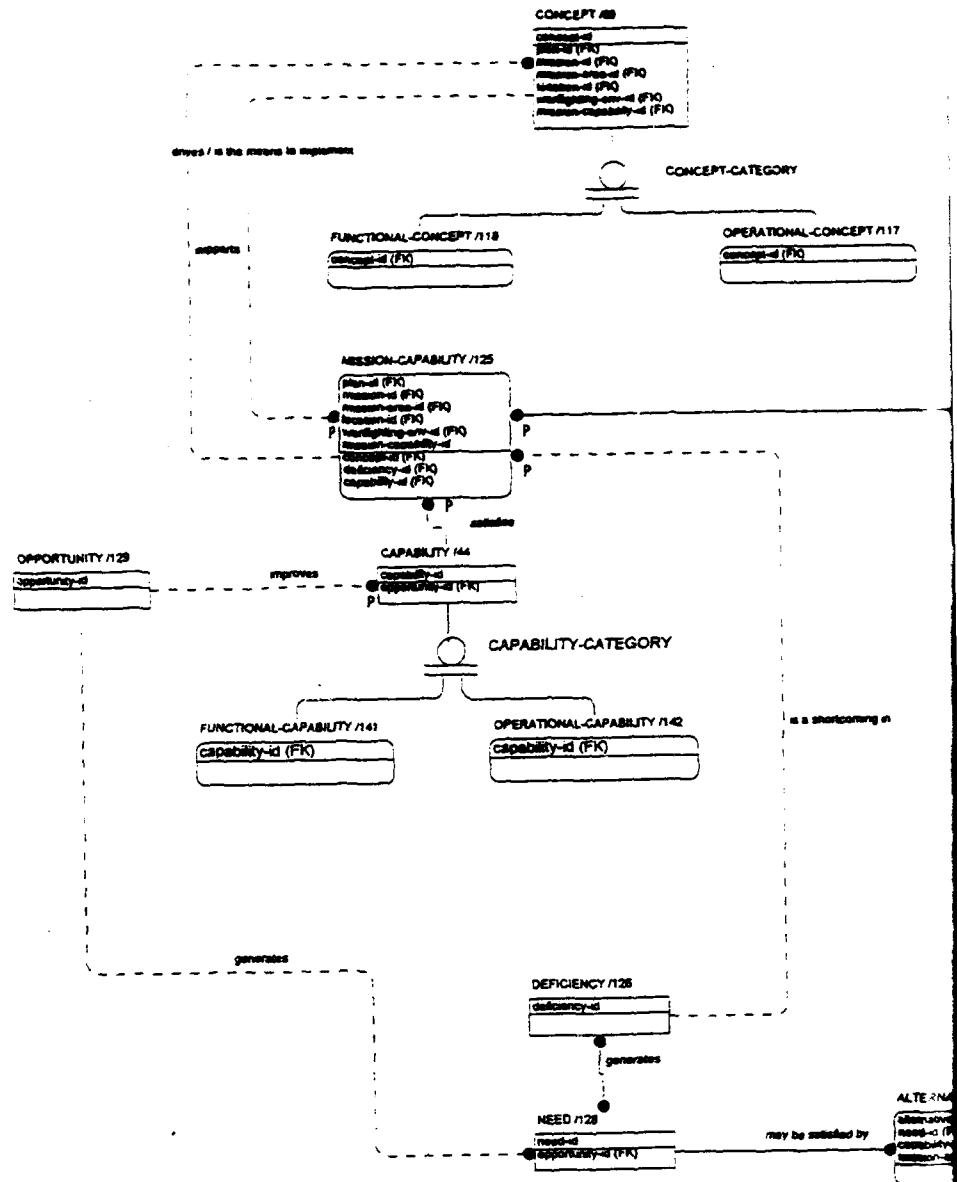 CONCEPT /89
concept-id
plan-id (FK)
mission-id (FK)
mission-area-id (FK)
location-id (FK)
warfighting-env-id (FK)
mission-capability-id (FK)
drives / is the means to implement
CONCEPT-CATEGORY
FUNCTIONAL-CONCEPT /118
concept-id (FK)
OPERATIONAL-CONCEPT /117
concept-id (FK)
supports
MISSION-CAPABILITY /125
plan-id (FK)
mission-id (FK)
mission-area-id (FK)
location-id (FK)
warfighting-env-id (FK)
mission-capability-id
concept-id (FK)
deficiency-id (FK)
capability-id (FK)
P
P
P
P
satisfies
OPPORTUNITY /129
opportunity-id
improves
CAPABILITY /44
capability-id
opportunity-id (FK)
P
CAPABILITY-CATEGORY
FUNCTIONAL-CAPABILITY /141
capability-id (FK)
OPERATIONAL-CAPABILITY /142
capability-id (FK)
is a shortcoming in
generates
DEFICIENCY /126
deficiency-id
generates
NEED /128
need-id
opportunity-id (FK)
may be satisfied by
ALTERNA
alternative
need-id (F
capability-